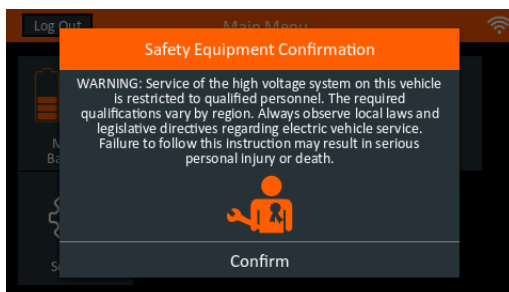 Log Out
Main Menu
Safety Equipment Confirmation
WARNING: Service of the high voltage system on this vehicle
is restricted to qualified personnel. The required
qualifications vary by region. Always observe local laws and
legislative directives regarding electric vehicle service.
Failure to follow this instruction may result in serious
personal injury or death.
Confirm